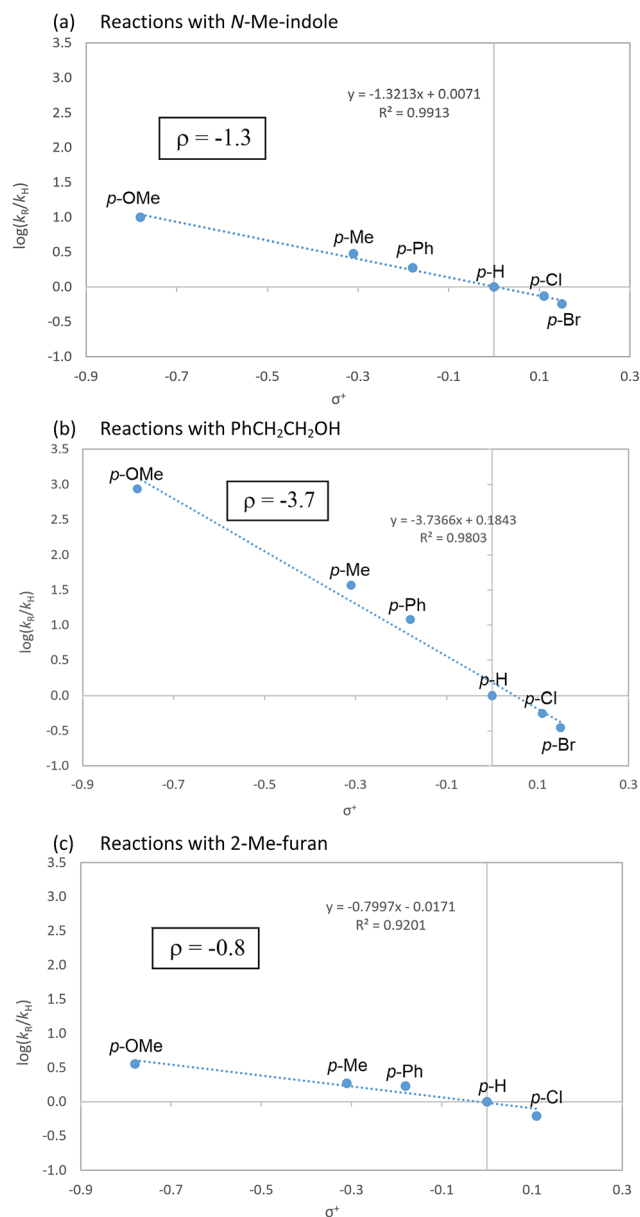 (a) Reactions with N-Me-indole
3.5
3.0
2.5
2.0
1.5
1.0
0.5
0.0
-0.5
-1.0
log(kR/kH)
y = -1.3213x + 0.0071
R² = 0.9913
ρ = -1.3
p-OMe
p-Me
p-Ph
p-H
p-Cl
p-Br
-0.9 -0.7 -0.5 -0.3 -0.1 0.1 0.3
σ⁺
(b) Reactions with PhCH₂CH₂OH
3.5
3.0
2.5
2.0
1.5
1.0
0.5
0.0
-0.5
-1.0
log(kR/kH)
p-OMe
ρ = -3.7
y = -3.7366x + 0.1843
R² = 0.9803
p-Me
p-Ph
p-H
p-Cl
p-Br
-0.9 -0.7 -0.5 -0.3 -0.1 0.1 0.3
σ⁺
(c) Reactions with 2-Me-furan
3.5
3.0
2.5
2.0
1.5
1.0
0.5
0.0
-0.5
-1.0
log(kR/kH)
y = -0.7997x - 0.0171
R² = 0.9201
ρ = -0.8
p-OMe
p-Me
p-Ph
p-H
p-Cl
-0.9 -0.7 -0.5 -0.3 -0.1 0.1 0.3
σ⁺